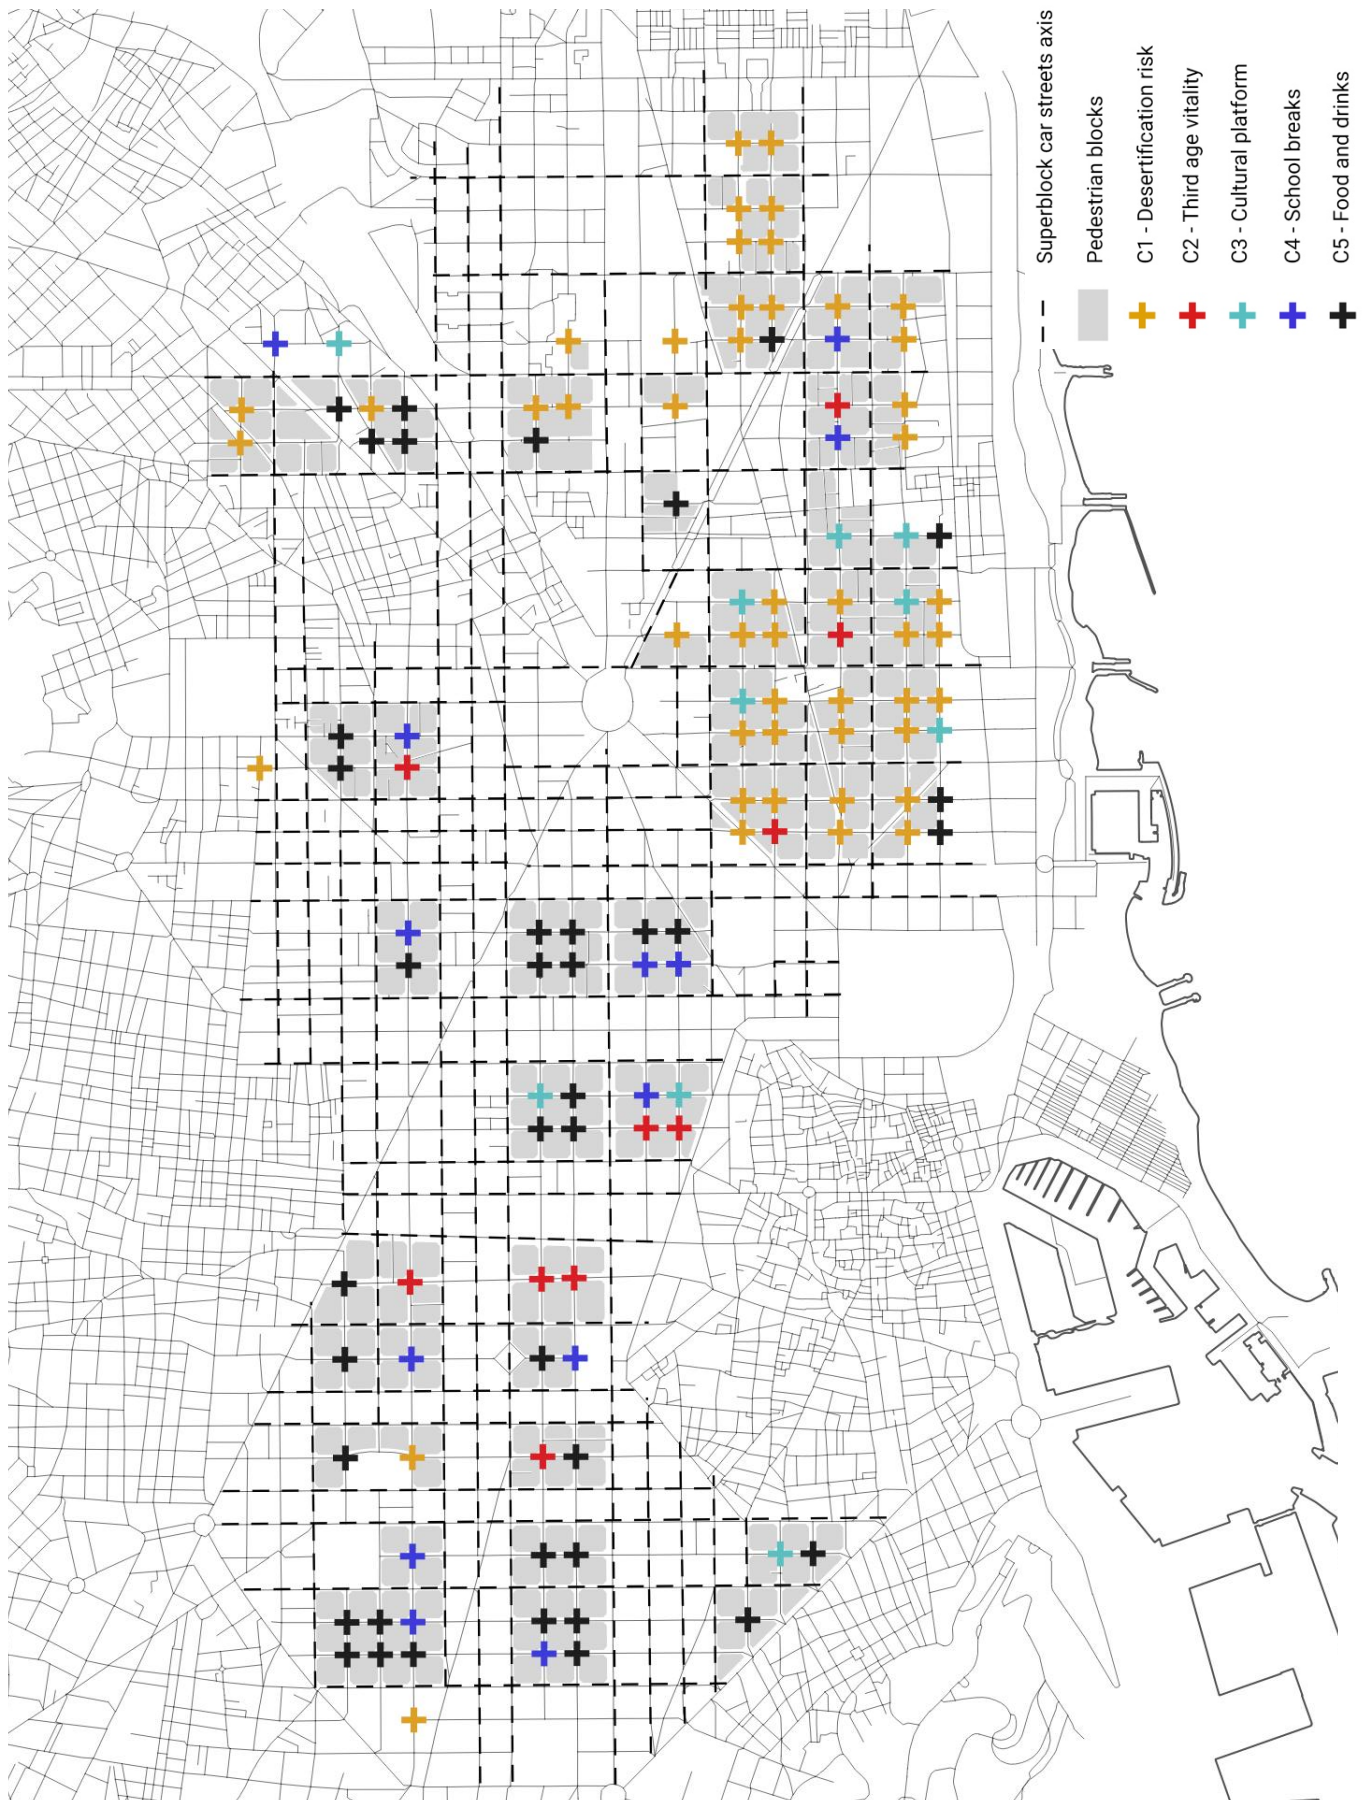 Superblock car streets axis
Pedestrian blocks
C1 - Desertification risk
C2 - Third age vitality
C3 - Cultural platform
C4 - School breaks
C5 - Food and drinks